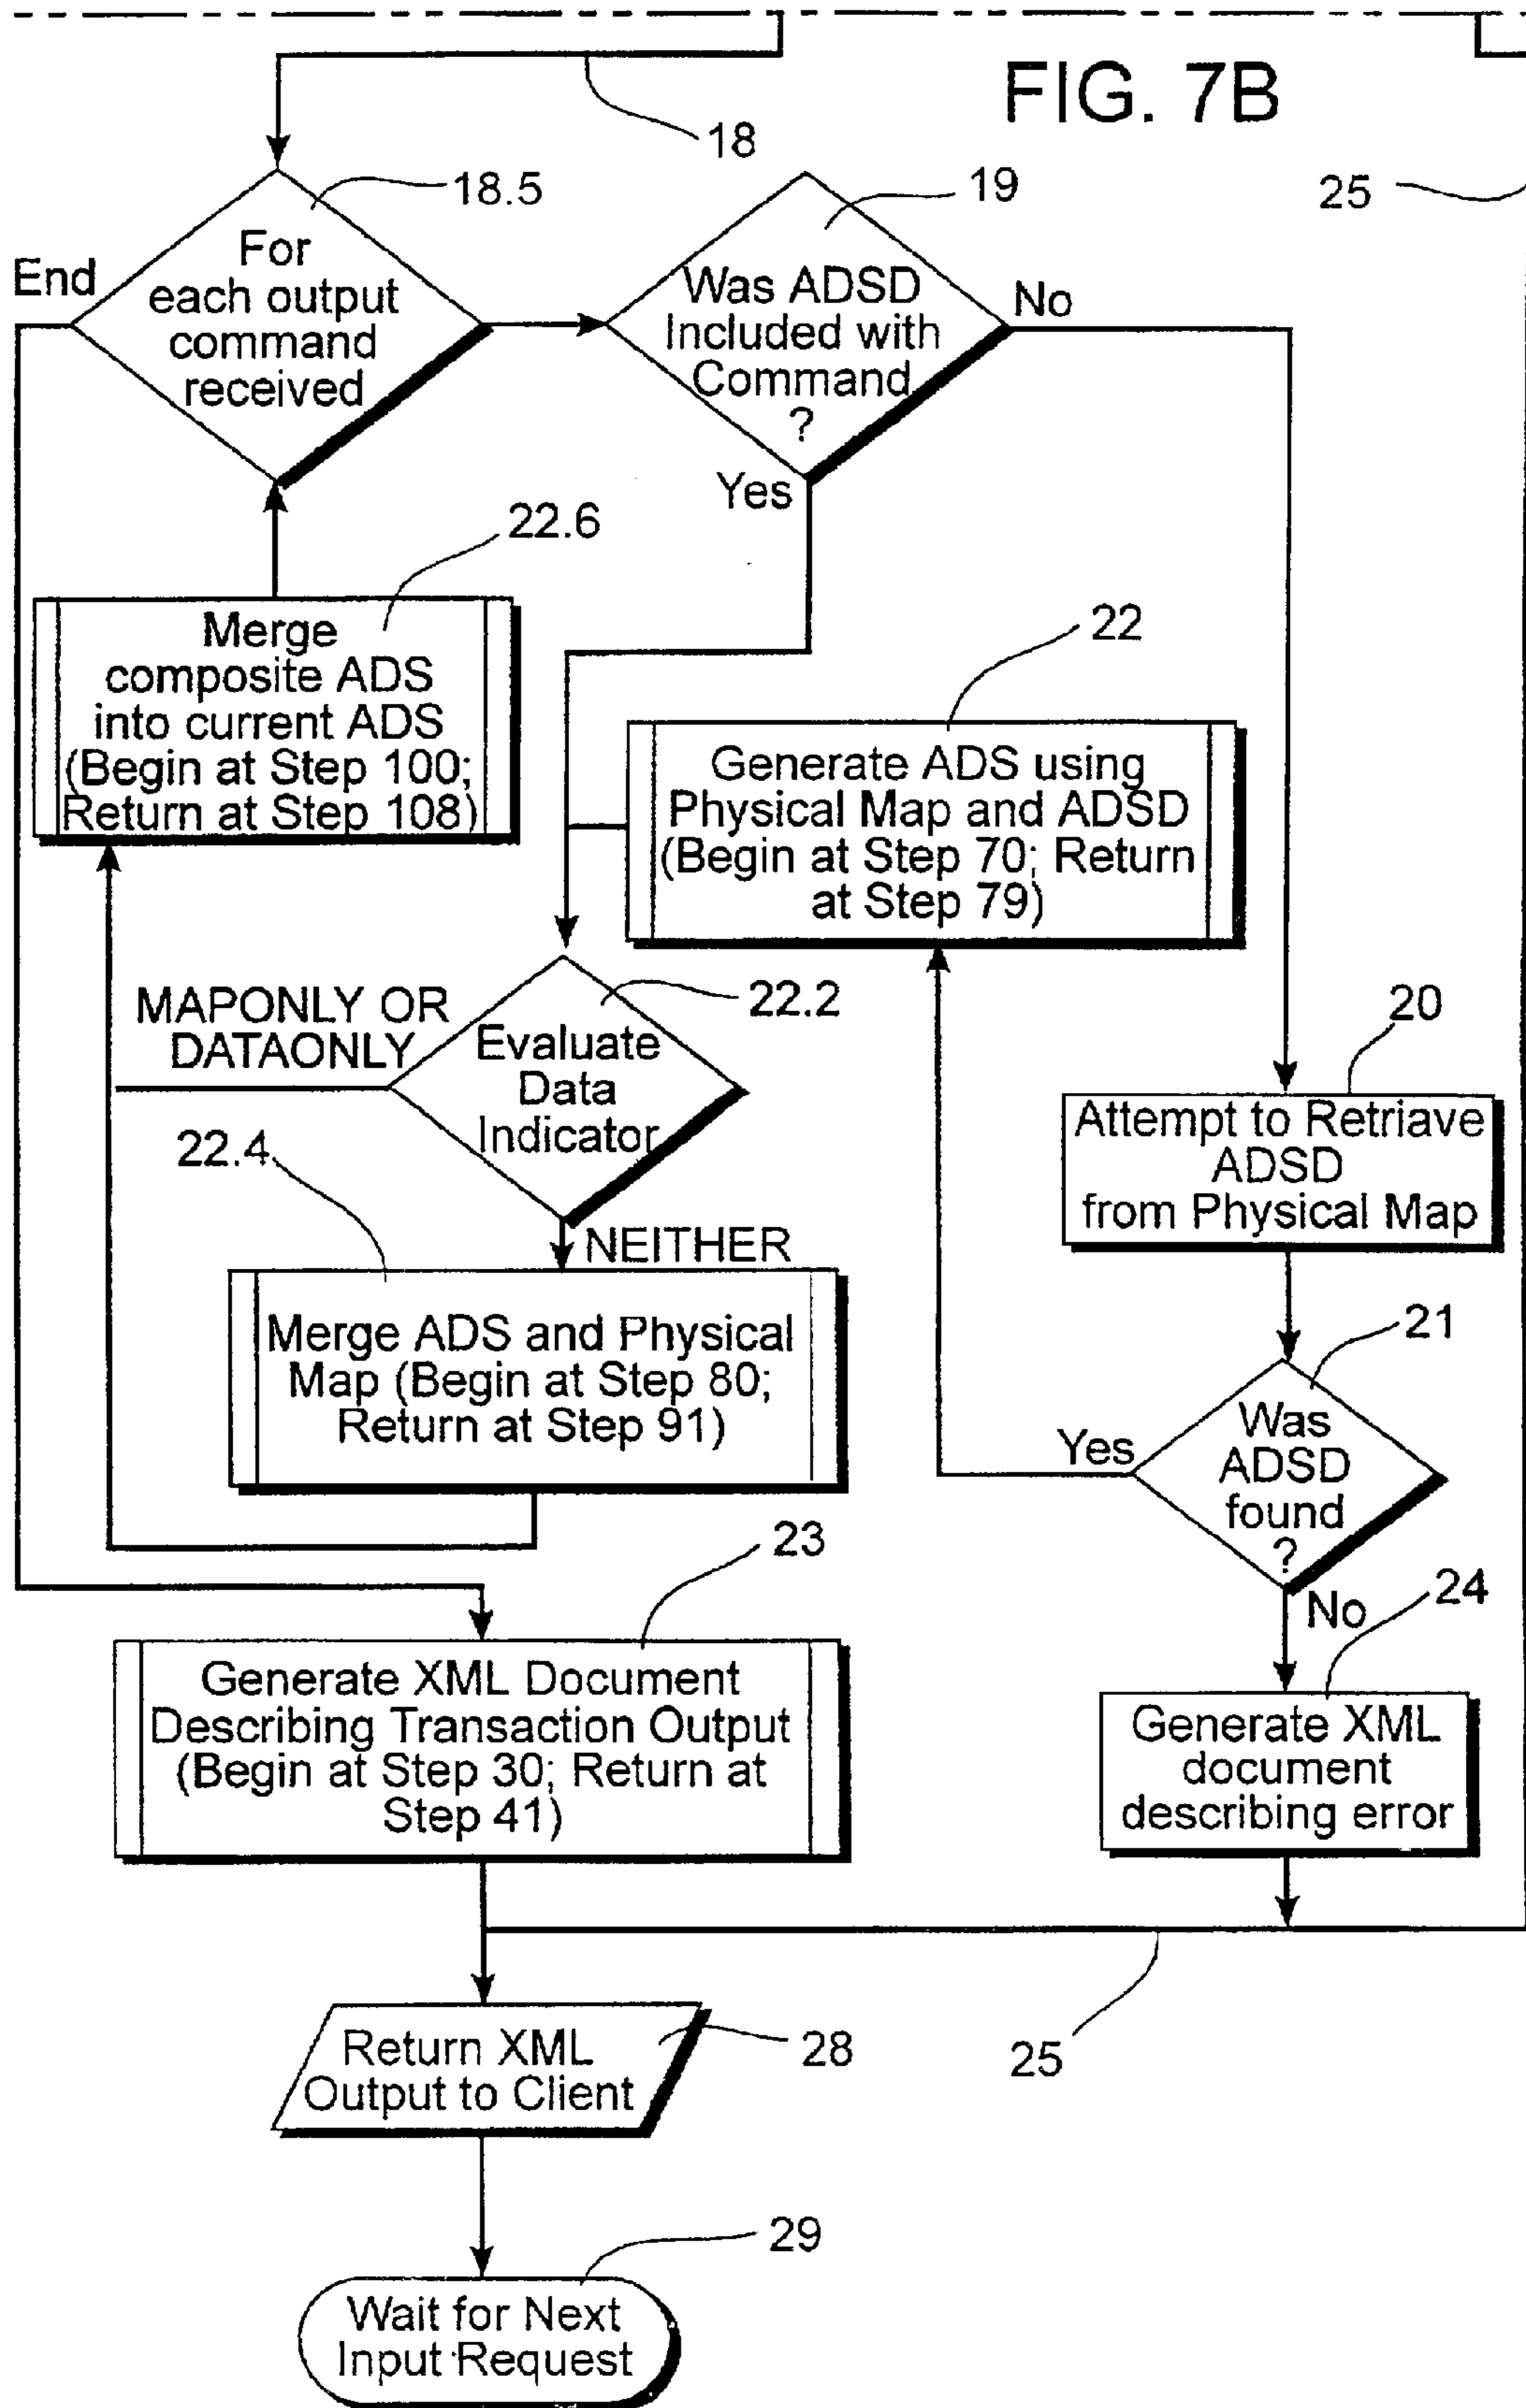 FIG. 7B
18
25
18.5
19
End
For
each output
command
received
Was ADSD
Included with
Command
?
No
Yes
22.6
Merge
composite ADS
into current ADS
(Begin at Step 100;
Return at Step 108)
22
Generate ADS using
Physical Map and ADSD
(Begin at Step 70; Return
at Step 79)
MAPONLY OR
DATAONLY
22.2
Evaluate
Data
Indicator
20
Attempt to Retriave
ADSD
from Physical Map
22.4
NEITHER
Merge ADS and Physical
Map (Begin at Step 80;
Return at Step 91)
21
Yes
Was
ADSD
found
?
No
23
24
Generate XML Document
Describing Transaction Output
(Begin at Step 30; Return at
Step 41)
Generate XML
document
describing error
25
28
Return XML
Output to Client
29
Wait for Next
Input Request